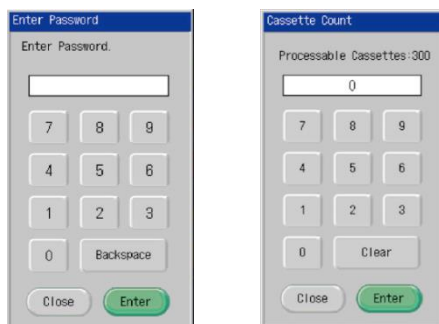 Enter Password
Enter Password.
7 8 9
4 5 6
1 2 3
0 Backspace
Close Enter
Cassette Count
Processable Cassettes:300
0
7 8 9
4 5 6
1 2 3
0 Clear
Close Enter